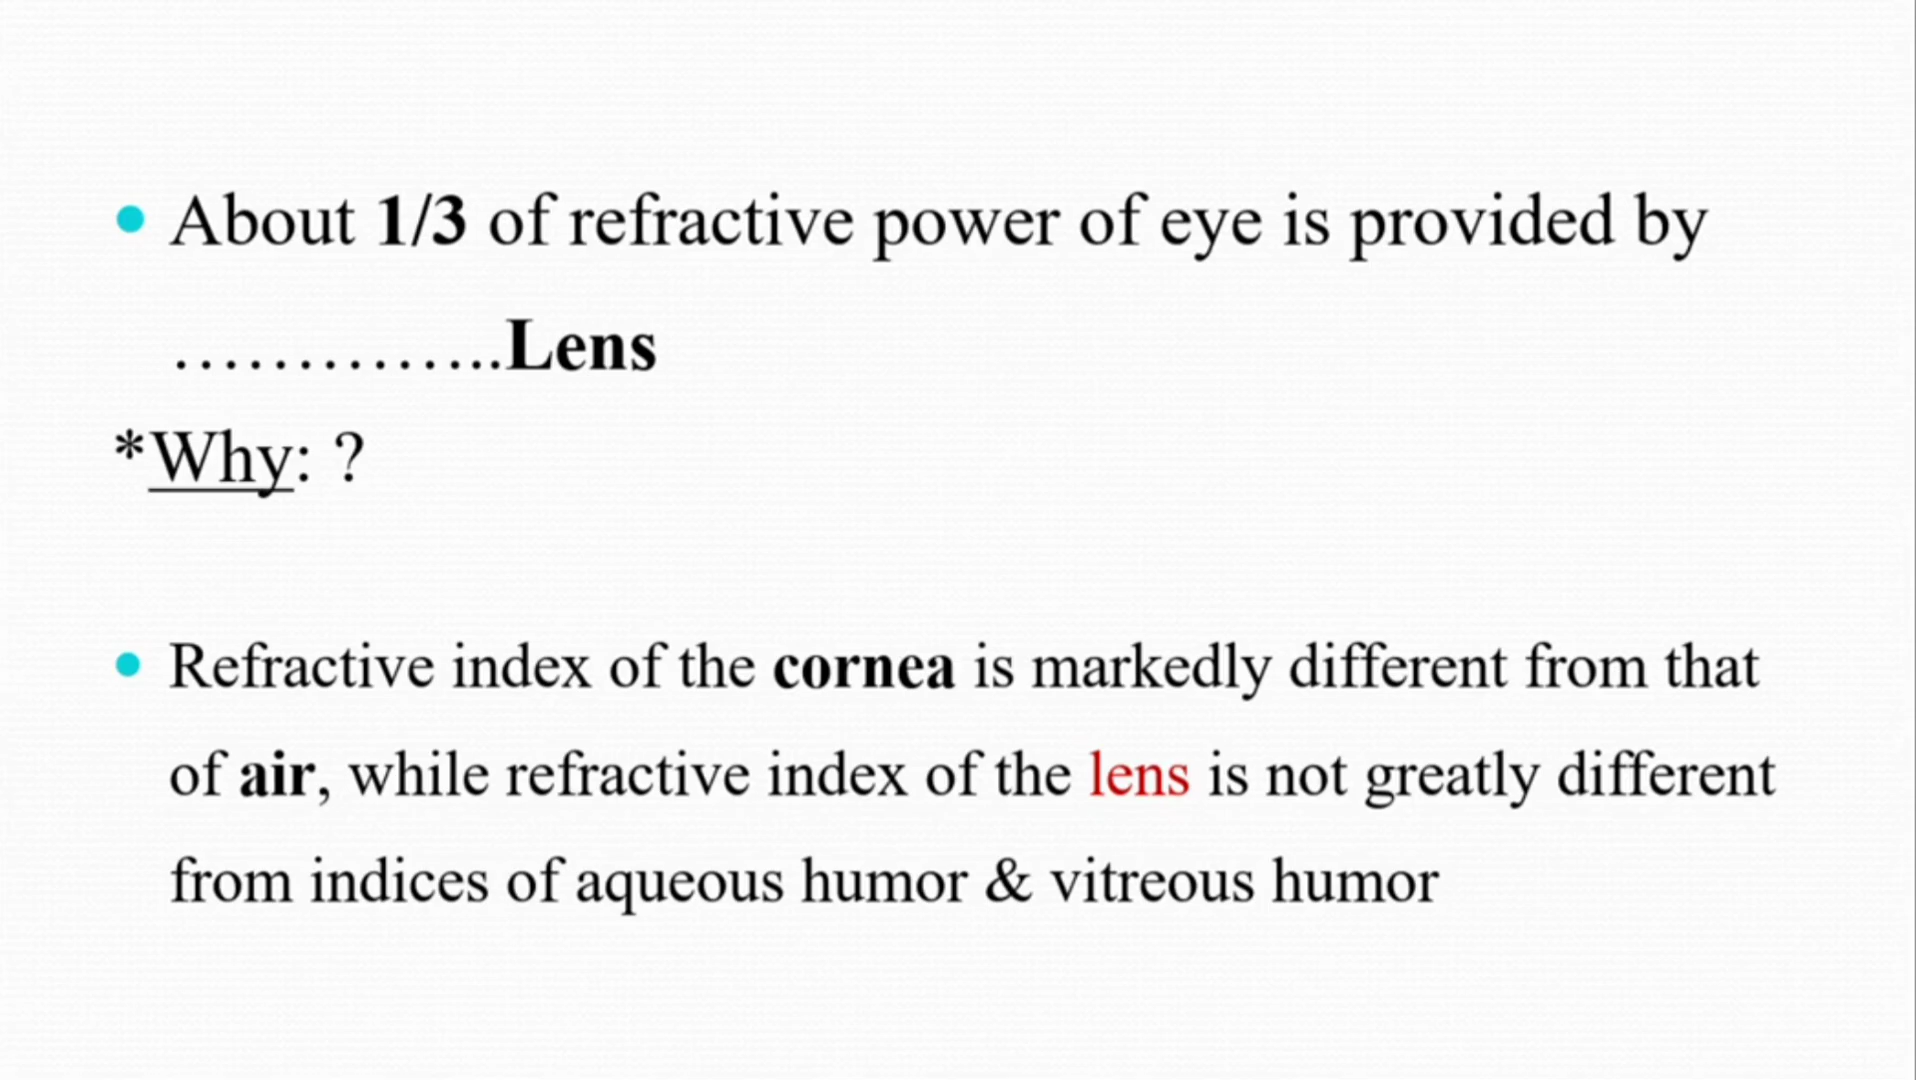 • About 1/3 of refractive power of eye is provided by
…………..Lens
*Why: ?
• Refractive index of the cornea is markedly different from that
of air, while refractive index of the lens is not greatly different
from indices of aqueous humor & vitreous humor